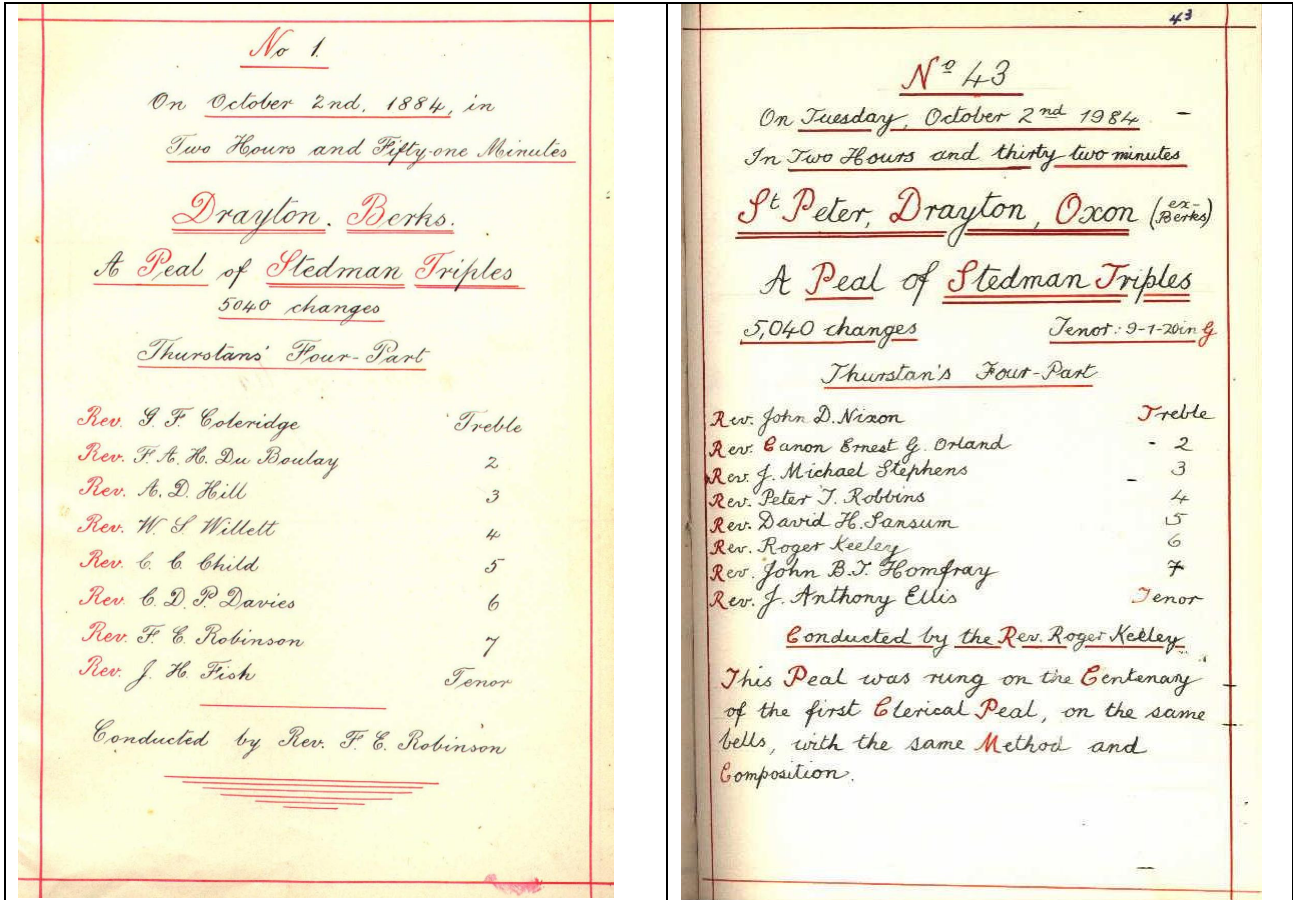 No 1.
On October 2nd, 1884, in
Two Hours and Fifty-one Minutes
Drayton. Berks.
A Peal of Stedman Triples
5040 changes
Thurstans' Four-Part
Rev. G. F. Coleridge Treble
Rev. F. A. H. Du Boulay 2
Rev. A. D. Hill 3
Rev. W. S. Willett 4
Rev. C. C. Child 5
Rev. C. D. P. Davies 6
Rev. F. E. Robinson 7
Rev. J. H. Fish Tenor
Conducted by Rev. F. E. Robinson
43
No 43
On Tuesday, October 2nd 1984.
In Two Hours and thirty two minutes
St. Peter, Drayton, Oxon (ex-Berks)
A Peal of Stedman Triples
5,040 changes Tenor: 9-1-20 in G
Thurstan's Four-Part
Rev. John D. Nixon Treble
Rev. Canon Ernest G. Orland - 2
Rev. J. Michael Stephens 3
Rev. Peter T. Robbins 4
Rev. David H. Sansum 5
Rev. Roger Keeley 6
Rev. John B. T. Homfray 7
Rev. J. Anthony Ellis Tenor
Conducted by the Rev. Roger Keeley
This Peal was rung on the Centenary
of the first Clerical Peal, on the same
bells, with the same Method and
Composition.